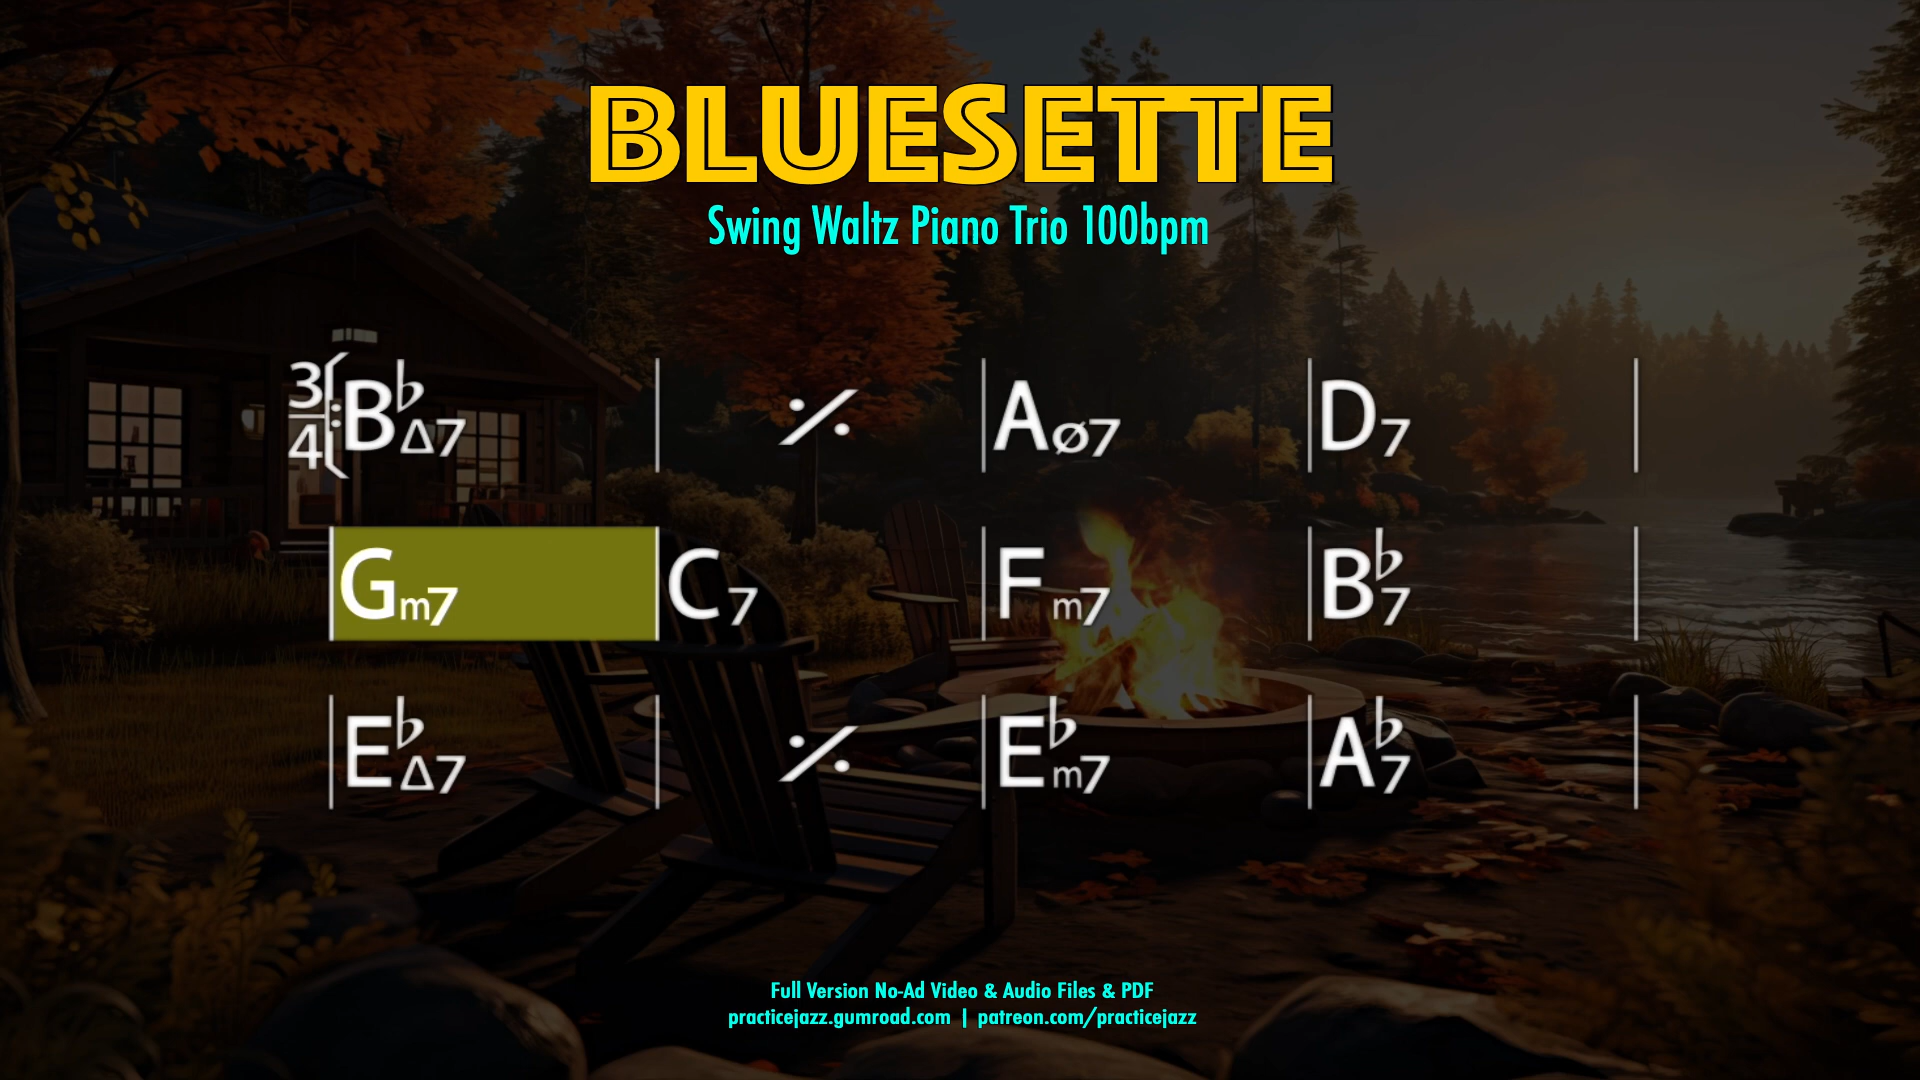 BLUESETTE
Swing Waltz Piano Trio 100bpm
3/4 B♭Δ7 | 𝄎 | Aø7 | D7 |
Gm7 | C7 | Fm7 | B♭7 |
E♭Δ7 | 𝄎 | E♭m7 | A♭7 |
Full Version No-Ad Video & Audio Files & PDF
practicejazz.gumroad.com | patreon.com/practicejazz